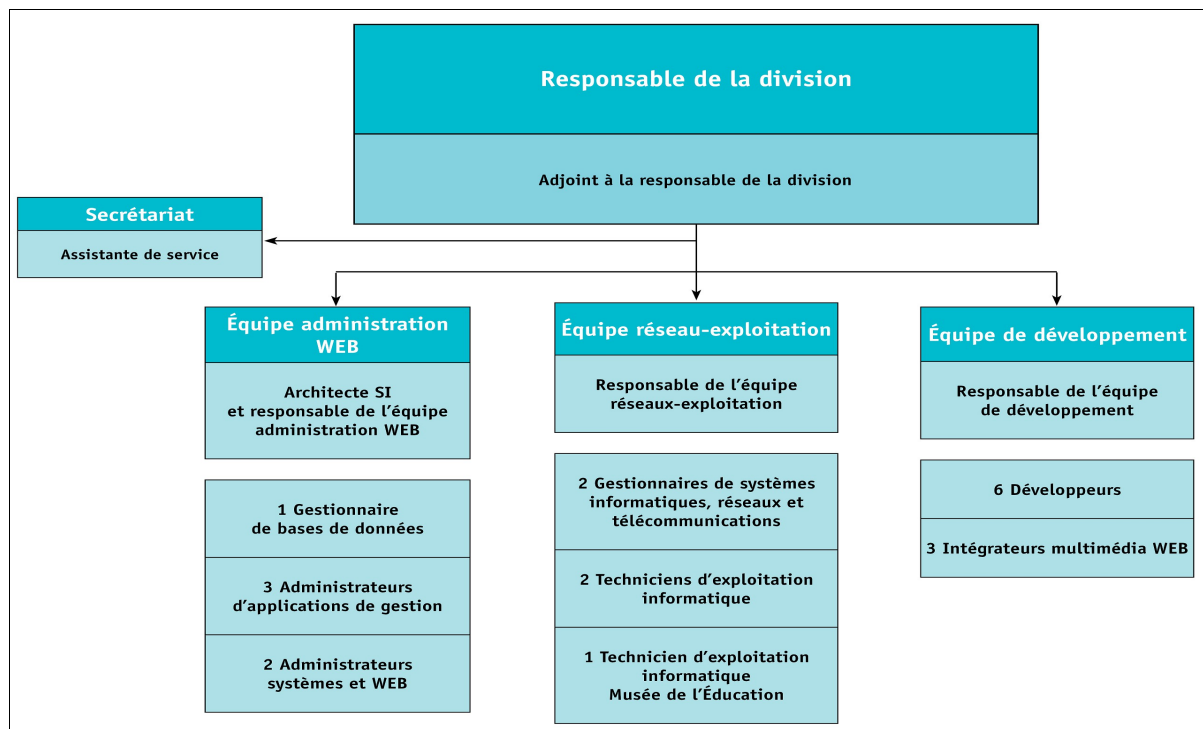 Responsable de la division
Adjoint à la responsable de la division
Secrétariat
Assistante de service
Équipe administration
WEB
Architecte SI
et responsable de l’équipe
administration WEB
1 Gestionnaire
de bases de données
3 Administrateurs
d’applications de gestion
2 Administrateurs
systèmes et WEB
Équipe réseau-exploitation
Responsable de l’équipe
réseaux-exploitation
2 Gestionnaires de systèmes
informatiques, réseaux et
télécommunications
2 Techniciens d’exploitation
informatique
1 Technicien d’exploitation
informatique
Musée de l’Éducation
Équipe de développement
Responsable de l’équipe
de développement
6 Développeurs
3 Intégrateurs multimédia WEB